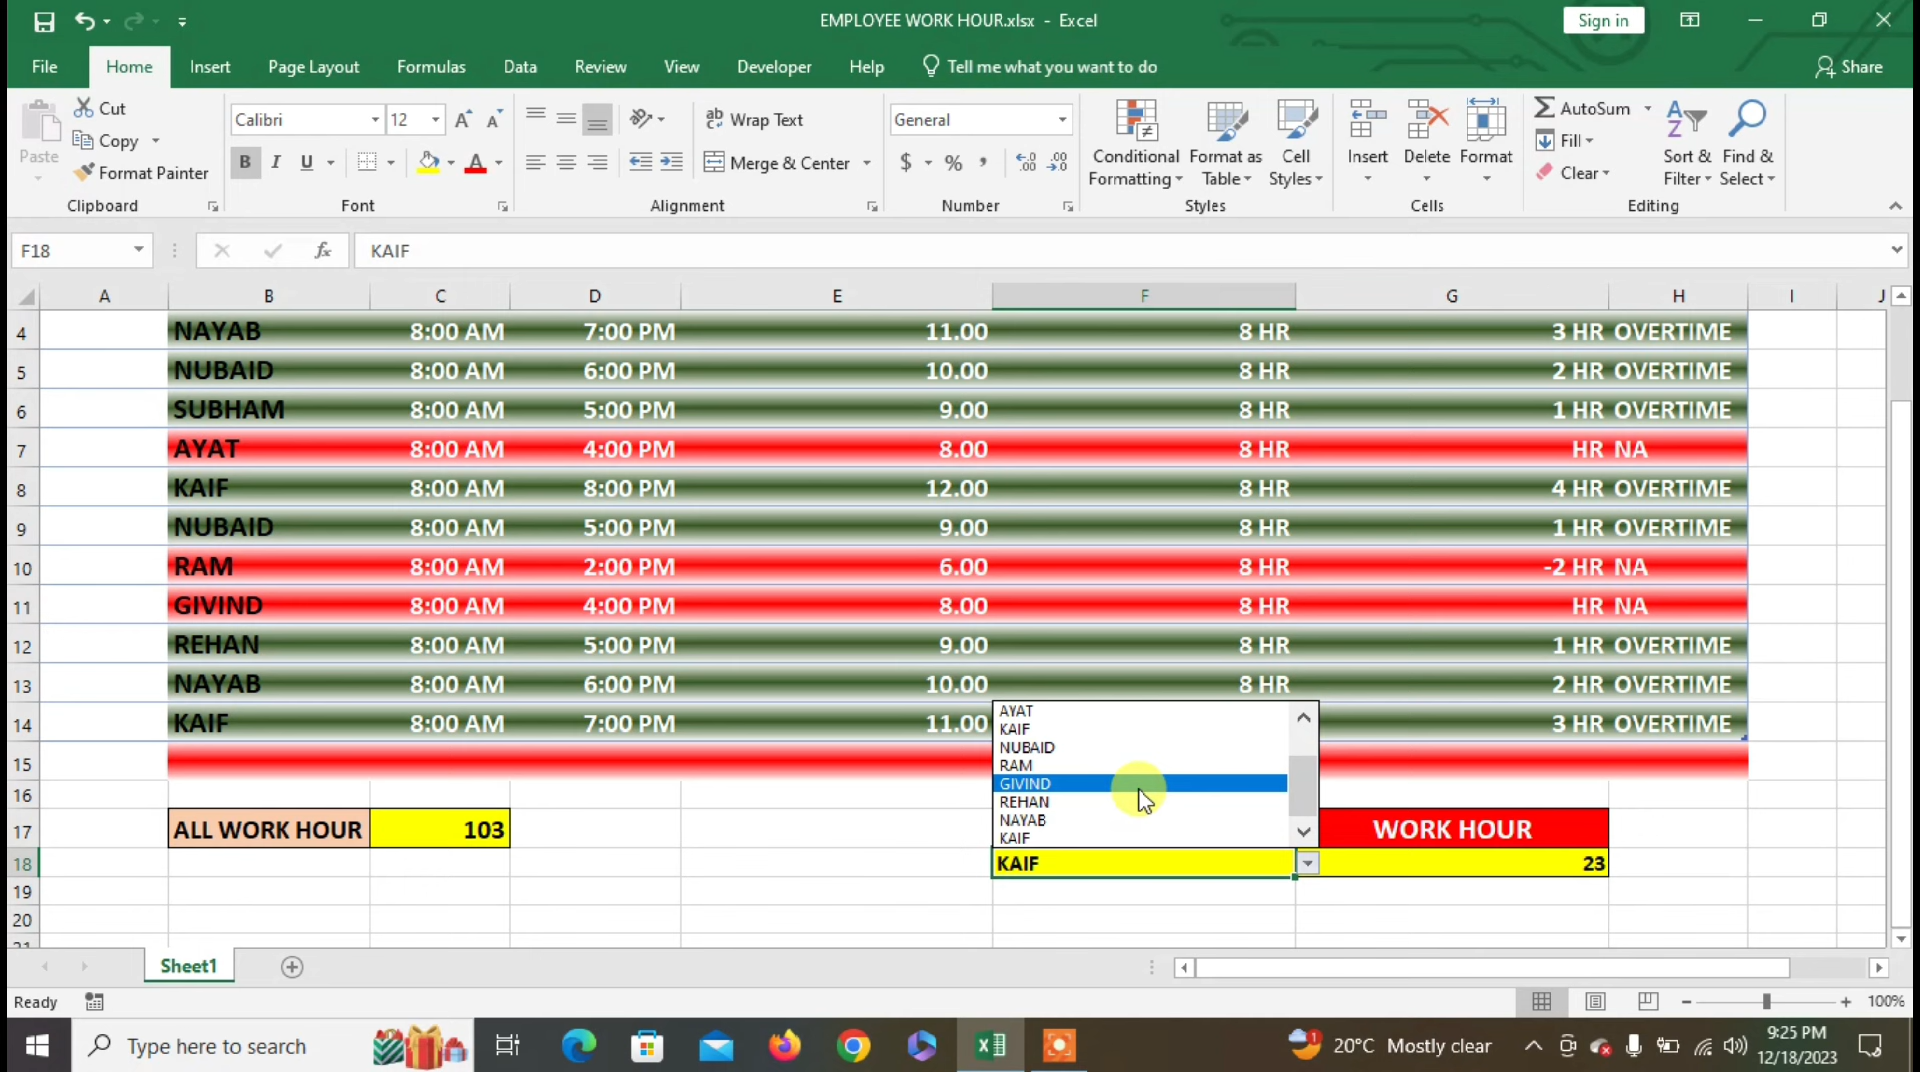 EMPLOYEE WORK HOUR.xlsx - Excel
Sign in
File Home Insert Page Layout Formulas Data Review View Developer Help Tell me what you want to do Share
Paste
Cut
Copy
Format Painter
Clipboard
Calibri 12
B I U
Font
Wrap Text
Merge & Center
Alignment
General
$ % ,
Number
Conditional Formatting
Format as Table
Cell Styles
Styles
Insert Delete Format
Cells
AutoSum
Fill
Clear
Sort & Filter
Find & Select
Editing
F18 fx KAIF
A B C D E F G H I J
4 NAYAB 8:00 AM 7:00 PM 11.00 8 HR 3 HR OVERTIME
5 NUBAID 8:00 AM 6:00 PM 10.00 8 HR 2 HR OVERTIME
6 SUBHAM 8:00 AM 5:00 PM 9.00 8 HR 1 HR OVERTIME
7 AYAT 8:00 AM 4:00 PM 8.00 8 HR HR NA
8 KAIF 8:00 AM 8:00 PM 12.00 8 HR 4 HR OVERTIME
9 NUBAID 8:00 AM 5:00 PM 9.00 8 HR 1 HR OVERTIME
10 RAM 8:00 AM 2:00 PM 6.00 8 HR -2 HR NA
11 GIVIND 8:00 AM 4:00 PM 8.00 8 HR HR NA
12 REHAN 8:00 AM 5:00 PM 9.00 8 HR 1 HR OVERTIME
13 NAYAB 8:00 AM 6:00 PM 10.00 8 HR 2 HR OVERTIME
14 KAIF 8:00 AM 7:00 PM 11.00 3 HR OVERTIME
15
16
AYAT
KAIF
NUBAID
RAM
GIVIND
REHAN
NAYAB
KAIF
17 ALL WORK HOUR 103 WORK HOUR
18 KAIF 23
19
20
Sheet1
Ready 100%
Type here to search
20°C Mostly clear
9:25 PM
12/18/2023